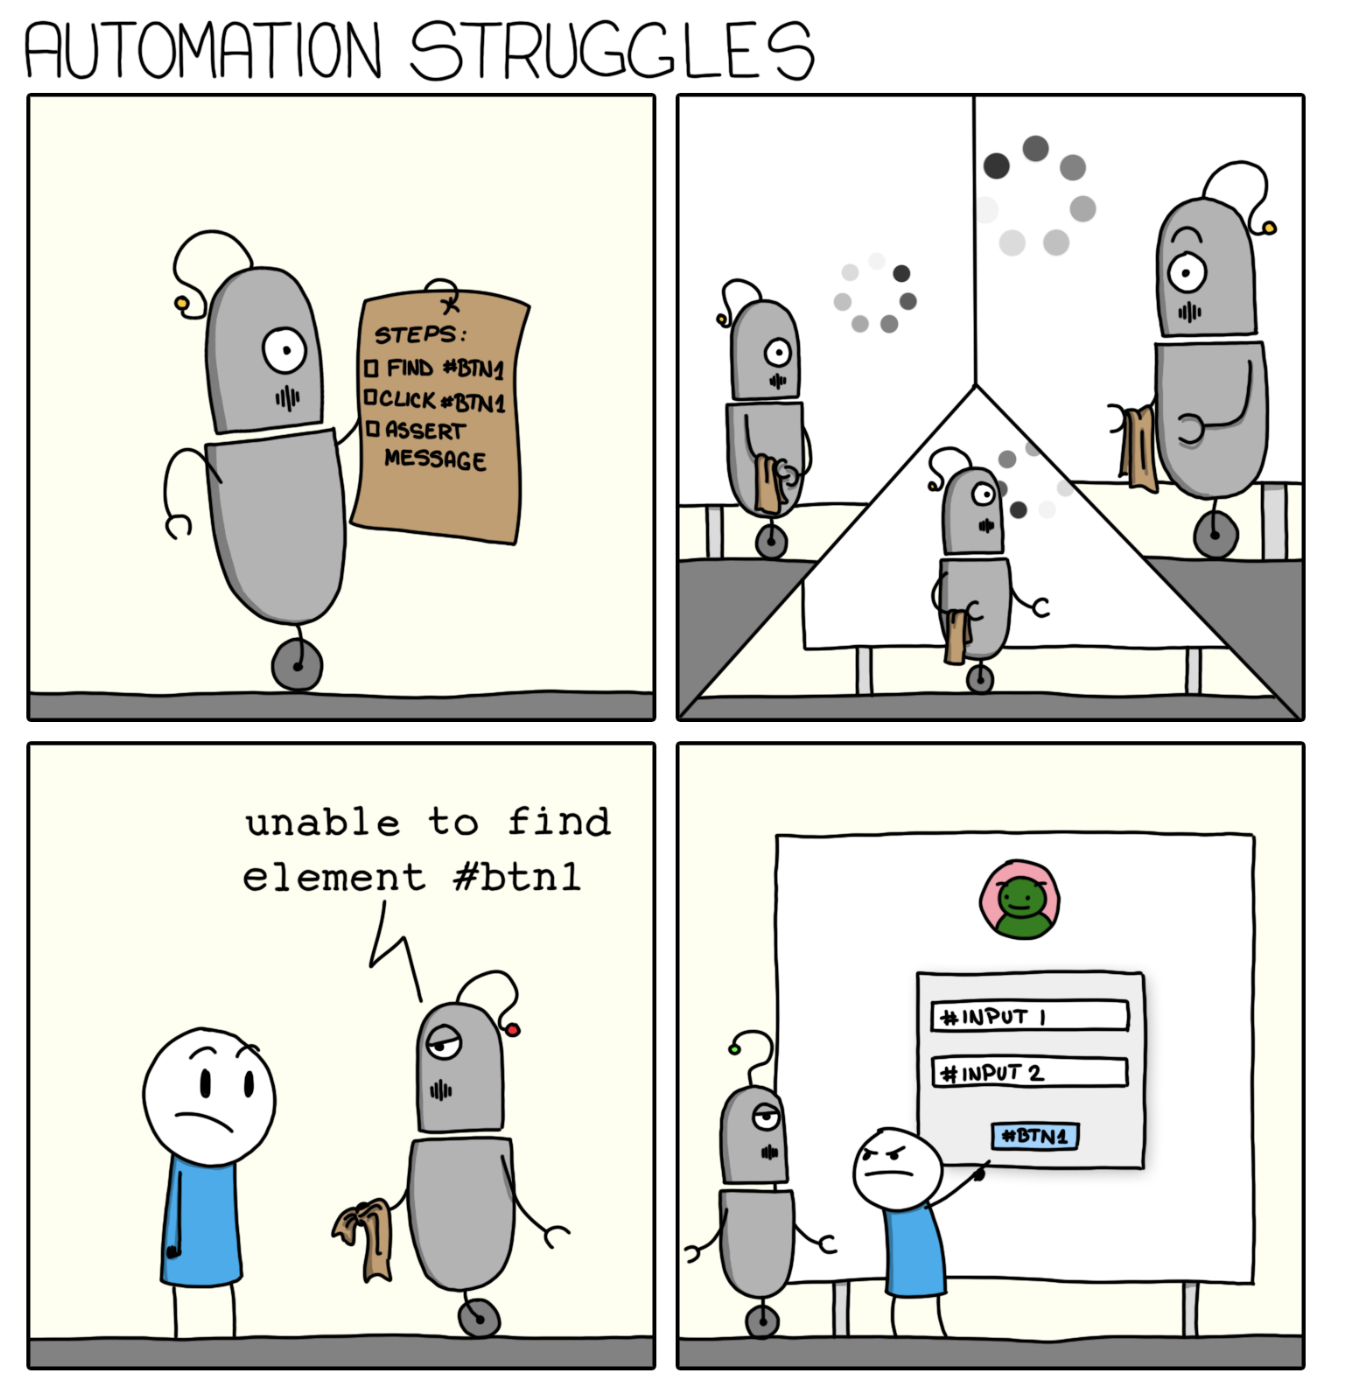 AUTOMATION STRUGGLES
STEPS:
FIND #BTN1
CLICK #BTN1
ASSERT
MESSAGE
unable to find
element #btn1
#INPUT 1
#INPUT 2
#BTN1